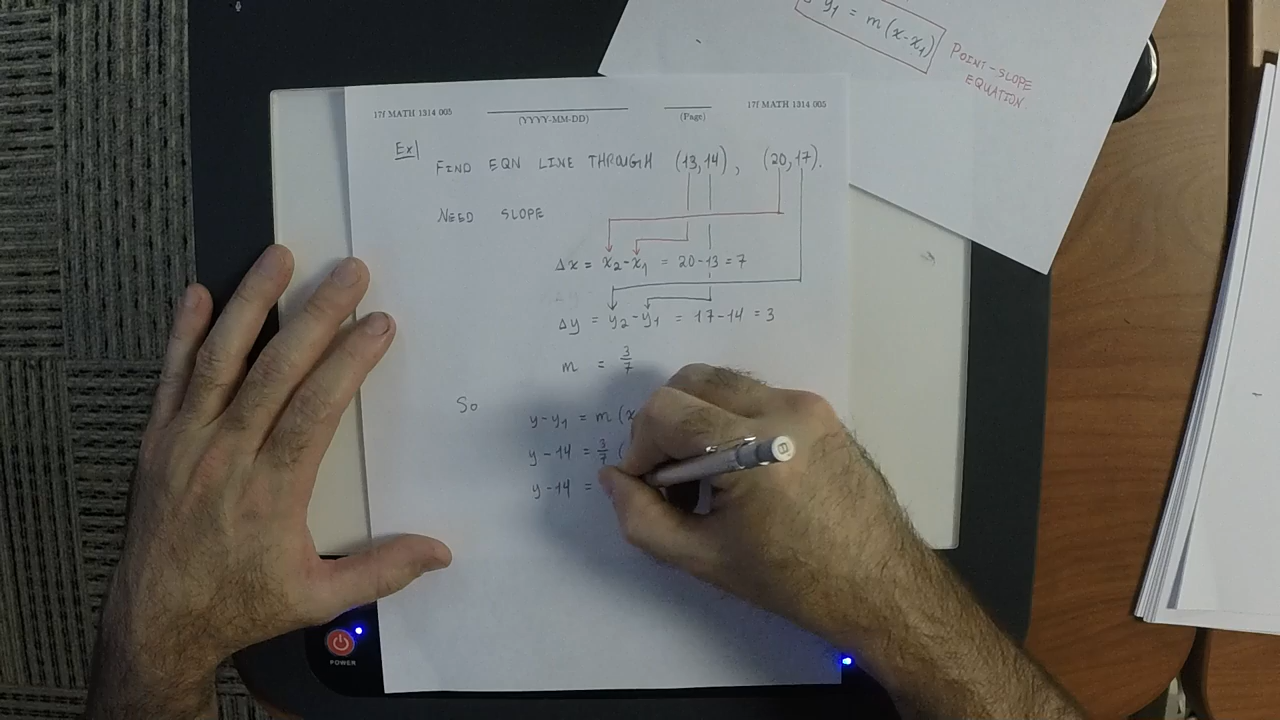 y₁ = m(x-x₁)
POINT-SLOPE
EQUATION
17f MATH 1314 005
(YYYY-MM-DD)
(Page)
17f MATH 1314 005
Ex1
FIND EQN LINE THROUGH (13,14), (20,17).
NEED SLOPE
Δx = x₂-x₁ = 20-13 = 7
Δy = y₂-y₁ = 17-14 = 3
m = 3/7
So
y-y₁ = m(x
y-14 = 3/7 (
y-14 =
POWER